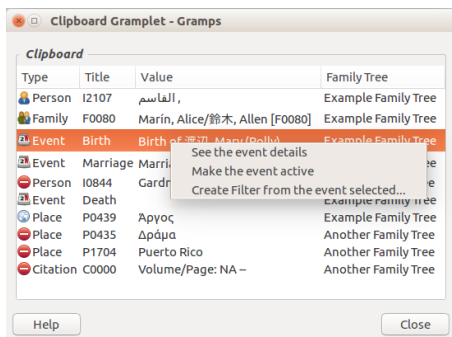 Clipboard Gramplet - Gramps
Clipboard
Type Title Value Family Tree
Person I2107 القاسم, Example Family Tree
Family F0080 Marín, Alice/鈴木, Allen [F0080] Example Family Tree
Event Birth Birth of 渡辺, Mary (Polly) Example Family Tree
See the event details
Event Marriage
Make the event active
Person I0844
Create Filter from the event selected...
Event Death Example Family Tree
Place P0439 Άργος Example Family Tree
Place P0435 Δράμα Another Family Tree
Place P1704 Puerto Rico Another Family Tree
Citation C0000 Volume/Page: NA -- Another Family Tree
Help Close